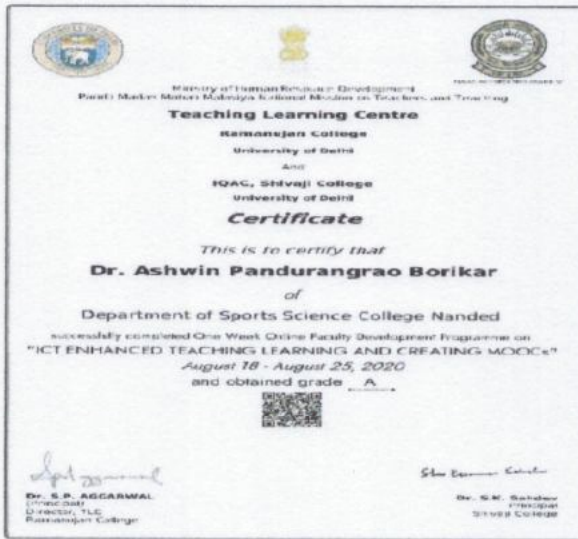 Ministry of Human Resource Development
Pandit Madan Mohan Malaviya National Mission on Teachers and Teaching
Teaching Learning Centre
Ramanujan College
University of Delhi
And
IQAC, Shivaji College
University of Delhi
Certificate
This is to certify that
Dr. Ashwin Pandurangrao Borikar
of
Department of Sports Science College Nanded
successfully completed One Week Online Faculty Development Programme on
"ICT ENHANCED TEACHING LEARNING AND CREATING MOOCs"
August 18 - August 25, 2020
and obtained grade A
Dr. S.P. AGGARWAL
(Principal)
Director, TLC
Ramanujan College
Dr. S.K. Sahdev
Principal
Shivaji College